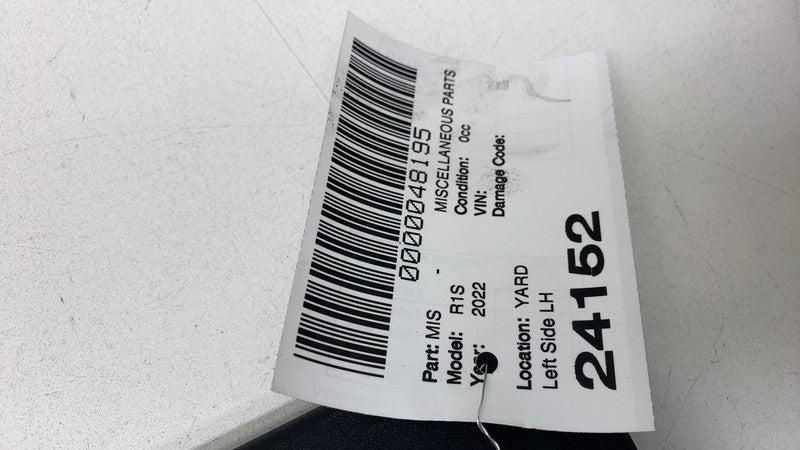 0000048195
Part: MIS - MISCELLANEOUS PARTS
Model: R1S Condition: 0cc
Year: 2022 VIN:
Damage Code:
Location: YARD
Left Side LH
24152